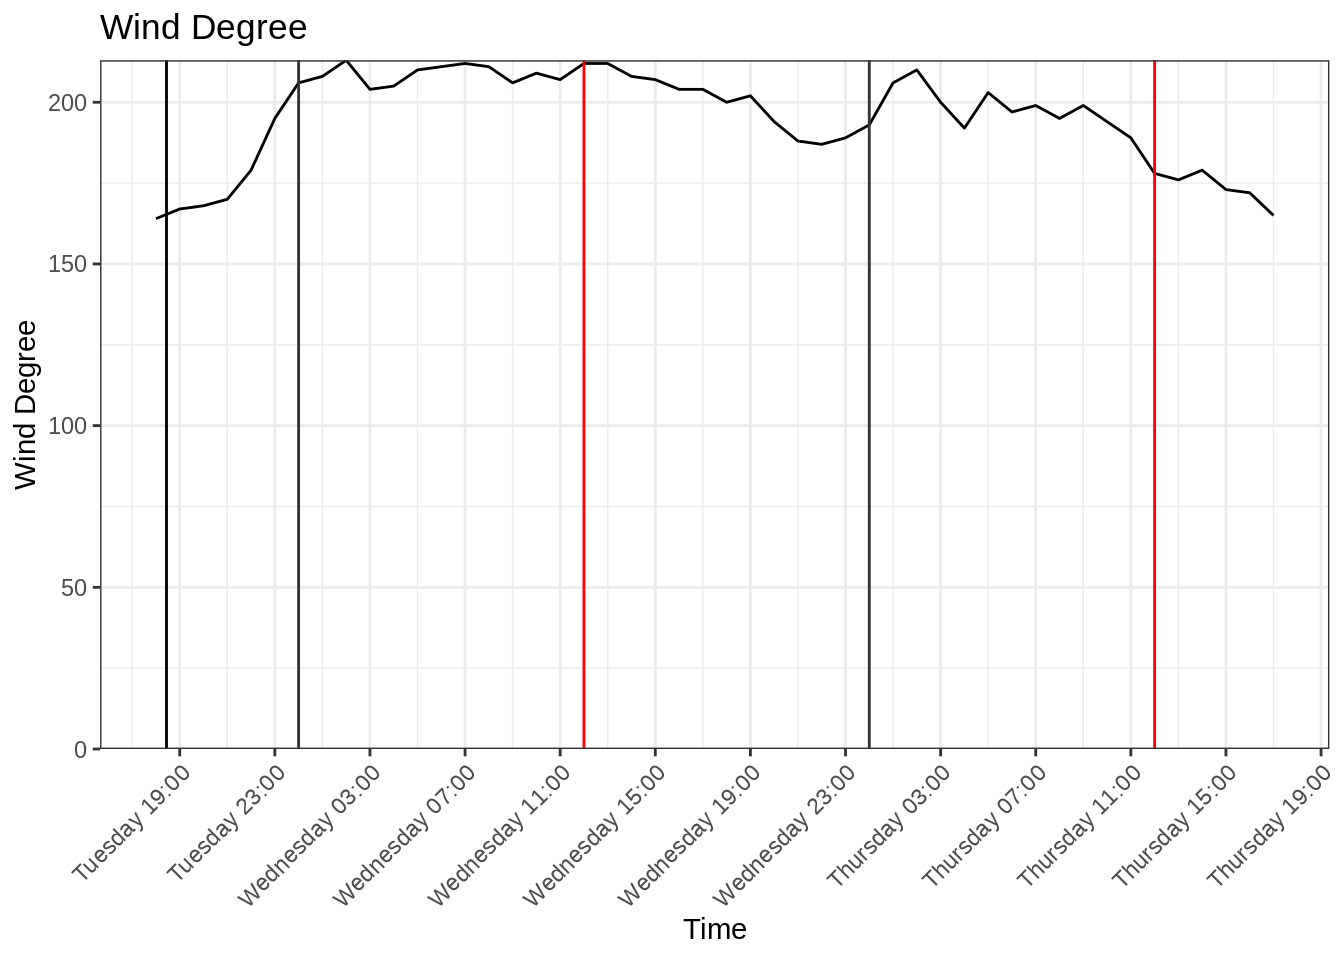 Wind Degree
Wind Degree
200
150
100
50
0
Tuesday 19:00
Tuesday 23:00
Wednesday 03:00
Wednesday 07:00
Wednesday 11:00
Wednesday 15:00
Wednesday 19:00
Wednesday 23:00
Thursday 03:00
Thursday 07:00
Thursday 11:00
Thursday 15:00
Thursday 19:00
Time